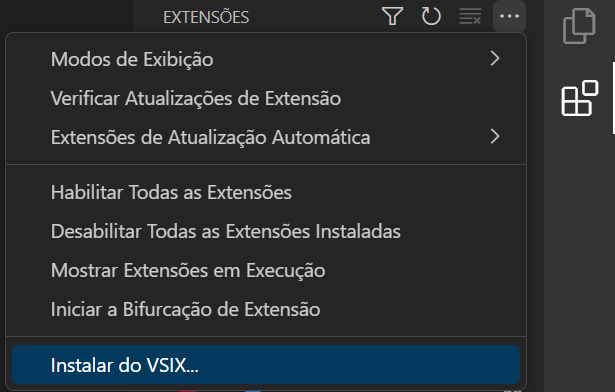 EXTENSÕES
Modos de Exibição
Verificar Atualizações de Extensão
Extensões de Atualização Automática
Habilitar Todas as Extensões
Desabilitar Todas as Extensões Instaladas
Mostrar Extensões em Execução
Iniciar a Bifurcação de Extensão
Instalar do VSIX...